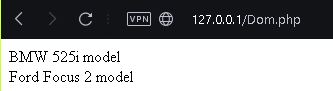 VPN 127.0.0.1/Dom.php
BMW 525i model
Ford Focus 2 model